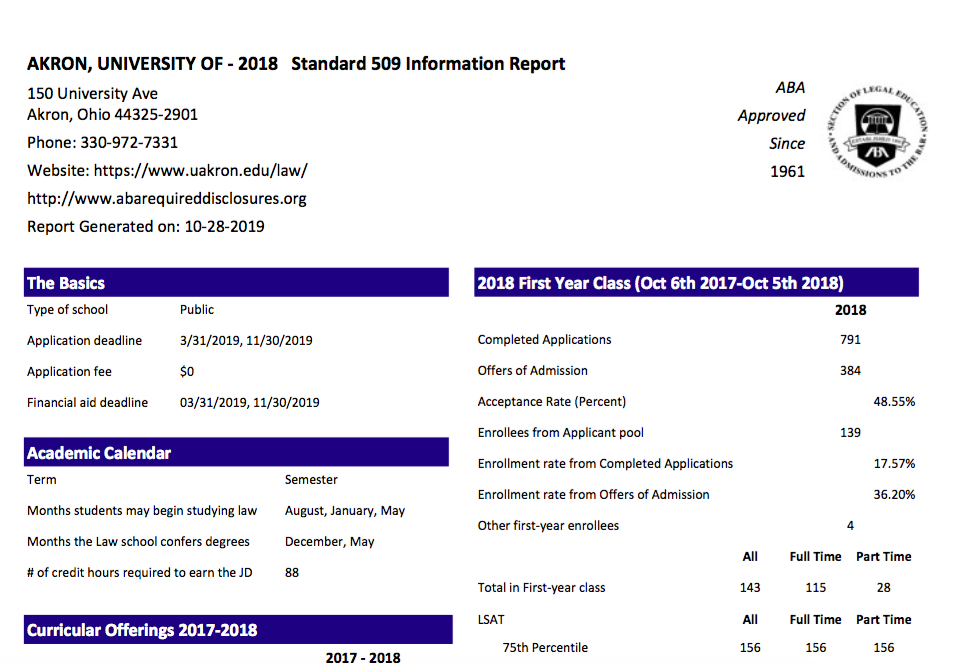 AKRON, UNIVERSITY OF - 2018 Standard 509 Information Report
150 University Ave
Akron, Ohio 44325-2901
Phone: 330-972-7331
Website: https://www.uakron.edu/law/
http://www.abarequireddisclosures.org
Report Generated on: 10-28-2019
ABA
Approved
Since
1961
SECTION OF LEGAL EDUCATION
AND ADMISSIONS TO THE BAR
ABA
The Basics
Type of school Public
Application deadline 3/31/2019, 11/30/2019
Application fee $0
Financial aid deadline 03/31/2019, 11/30/2019
Academic Calendar
Term Semester
Months students may begin studying law August, January, May
Months the Law school confers degrees December, May
# of credit hours required to earn the JD 88
Curricular Offerings 2017-2018
2017 - 2018
2018 First Year Class (Oct 6th 2017-Oct 5th 2018)
2018
Completed Applications 791
Offers of Admission 384
Acceptance Rate (Percent) 48.55%
Enrollees from Applicant pool 139
Enrollment rate from Completed Applications 17.57%
Enrollment rate from Offers of Admission 36.20%
Other first-year enrollees 4
All Full Time Part Time
Total in First-year class 143 115 28
LSAT All Full Time Part Time
75th Percentile 156 156 156